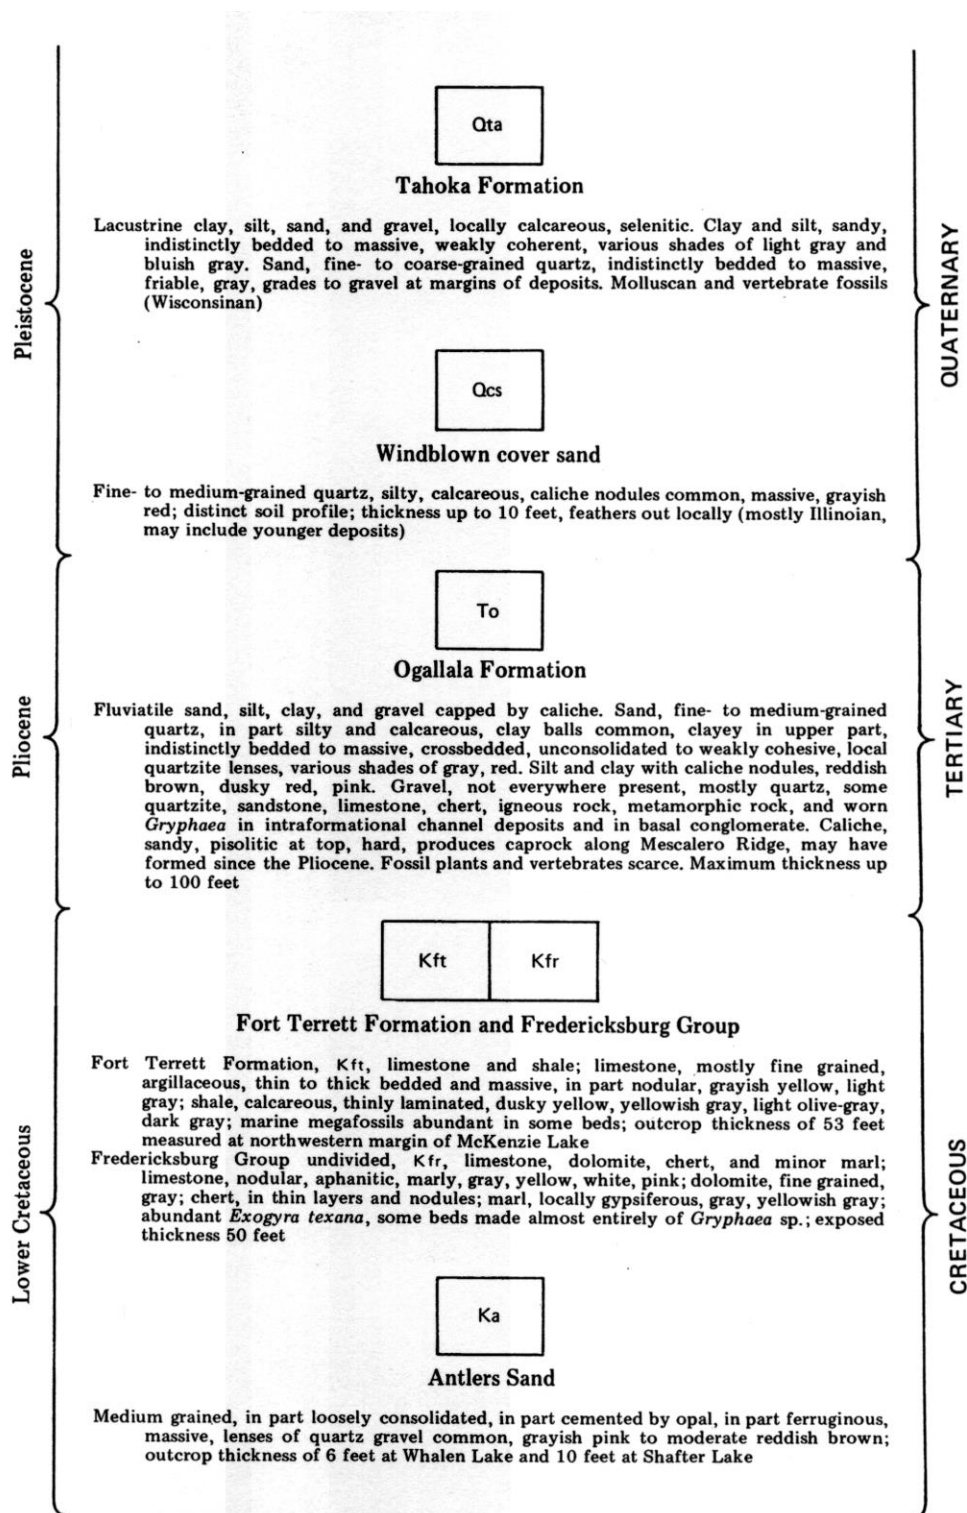 Qta
Tahoka Formation
Lacustrine clay, silt, sand, and gravel, locally calcareous, selenitic. Clay and silt, sandy,
indistinctly bedded to massive, weakly coherent, various shades of light gray and
bluish gray. Sand, fine- to coarse-grained quartz, indistinctly bedded to massive,
friable, gray, grades to gravel at margins of deposits. Molluscan and vertebrate fossils
(Wisconsinan)
Pleistocene
QUATERNARY
Qcs
Windblown cover sand
Fine- to medium-grained quartz, silty, calcareous, caliche nodules common, massive, grayish
red; distinct soil profile; thickness up to 10 feet, feathers out locally (mostly Illinoian,
may include younger deposits)
To
Ogallala Formation
Fluviatile sand, silt, clay, and gravel capped by caliche. Sand, fine- to medium-grained
quartz, in part silty and calcareous, clay balls common, clayey in upper part,
indistinctly bedded to massive, crossbedded, unconsolidated to weakly cohesive, local
quartzite lenses, various shades of gray, red. Silt and clay with caliche nodules, reddish
brown, dusky red, pink. Gravel, not everywhere present, mostly quartz, some
quartzite, sandstone, limestone, chert, igneous rock, metamorphic rock, and worn
Gryphaea in intraformational channel deposits and in basal conglomerate. Caliche,
sandy, pisolitic at top, hard, produces caprock along Mescalero Ridge, may have
formed since the Pliocene. Fossil plants and vertebrates scarce. Maximum thickness up
to 100 feet
Pliocene
TERTIARY
Kft
Kfr
Fort Terrett Formation and Fredericksburg Group
Fort Terrett Formation, Kft, limestone and shale; limestone, mostly fine grained,
argillaceous, thin to thick bedded and massive, in part nodular, grayish yellow, light
gray; shale, calcareous, thinly laminated, dusky yellow, yellowish gray, light olive-gray,
dark gray; marine megafossils abundant in some beds; outcrop thickness of 53 feet
measured at northwestern margin of McKenzie Lake
Fredericksburg Group undivided, Kfr, limestone, dolomite, chert, and minor marl;
limestone, nodular, aphanitic, marly, gray, yellow, white, pink; dolomite, fine grained,
gray; chert, in thin layers and nodules; marl, locally gypsiferous, gray, yellowish gray;
abundant Exogyra texana, some beds made almost entirely of Gryphaea sp.; exposed
thickness 50 feet
Lower Cretaceous
CRETACEOUS
Ka
Antlers Sand
Medium grained, in part loosely consolidated, in part cemented by opal, in part ferruginous,
massive, lenses of quartz gravel common, grayish pink to moderate reddish brown;
outcrop thickness of 6 feet at Whalen Lake and 10 feet at Shafter Lake